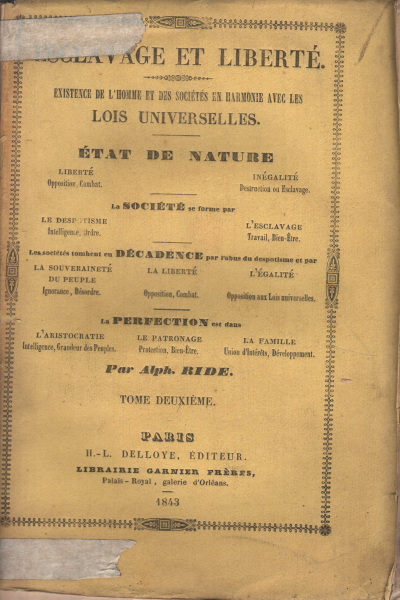 ESCLAVAGE ET LIBERTÉ.
EXISTENCE DE L'HOMME ET DES SOCIÉTÉS EN HARMONIE AVEC LES
LOIS UNIVERSELLES.
ÉTAT DE NATURE
LIBERTÉ
Opposition, Combat.
INÉGALITÉ
Destruction ou Esclavage.
La SOCIÉTÉ se forme par
LE DESPOTISME
Intelligence, Ordre.
L'ESCLAVAGE
Travail, Bien-Être.
Les sociétés tombent en DÉCADENCE par l'abus du despotisme et par
LA SOUVERAINETÉ
DU PEUPLE
Ignorance, Désordre.
LA LIBERTÉ
Opposition, Combat.
L'ÉGALITÉ
Opposition aux Lois universelles.
La PERFECTION est dans
L'ARISTOCRATIE
Intelligence, Grandeur des Peuples.
LE PATRONAGE
Protection, Bien-Être.
LA FAMILLE
Union d'Intérêts, Développement.
Par Alph. RIDE.
TOME DEUXIÈME.
PARIS
H.-L. DELLOYE, ÉDITEUR.
LIBRAIRIE GARNIER FRÈRES,
Palais-Royal, galerie d'Orléans.
1843